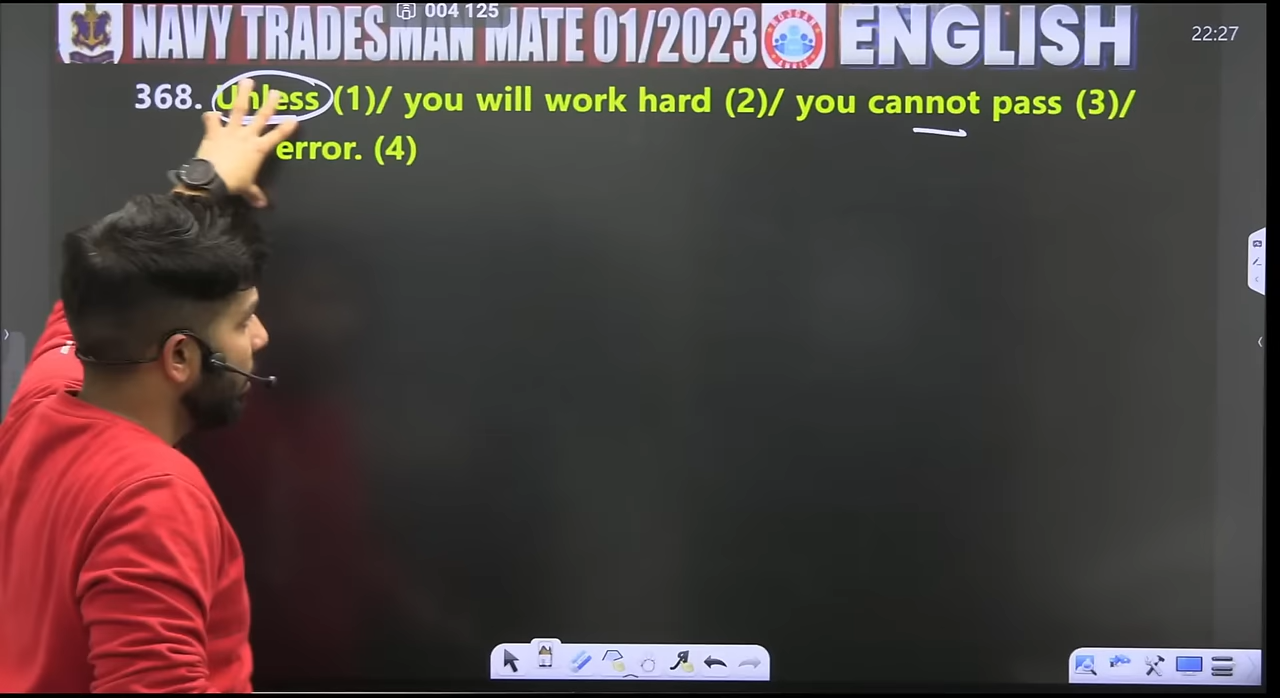 004 125
NAVY TRADESMAN MATE 01/2023 ENGLISH
22:27
368. Unless (1)/ you will work hard (2)/ you cannot pass (3)/
error. (4)